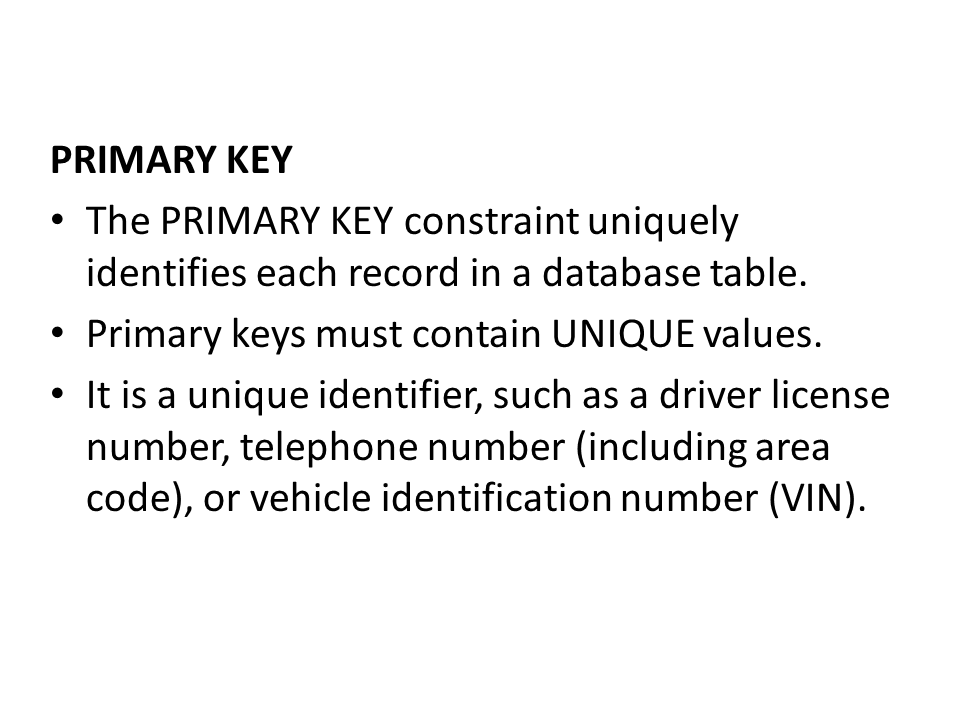 PRIMARY KEY
• The PRIMARY KEY constraint uniquely
identifies each record in a database table.
• Primary keys must contain UNIQUE values.
• It is a unique identifier, such as a driver license
number, telephone number (including area
code), or vehicle identification number (VIN).